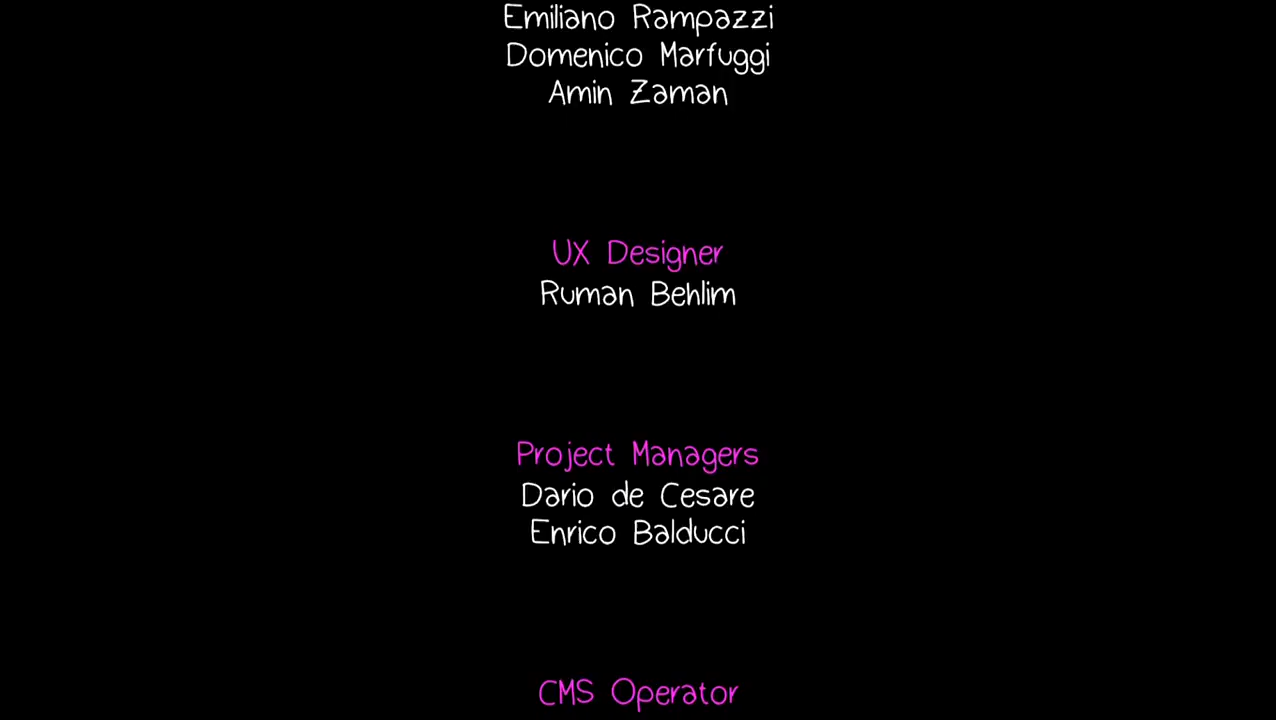 Emiliano Rampazzi
Domenico Marfuggi
Amin Zaman
UX Designer
Ruman Behlim
Project Managers
Dario de Cesare
Enrico Balducci
CMS Operator